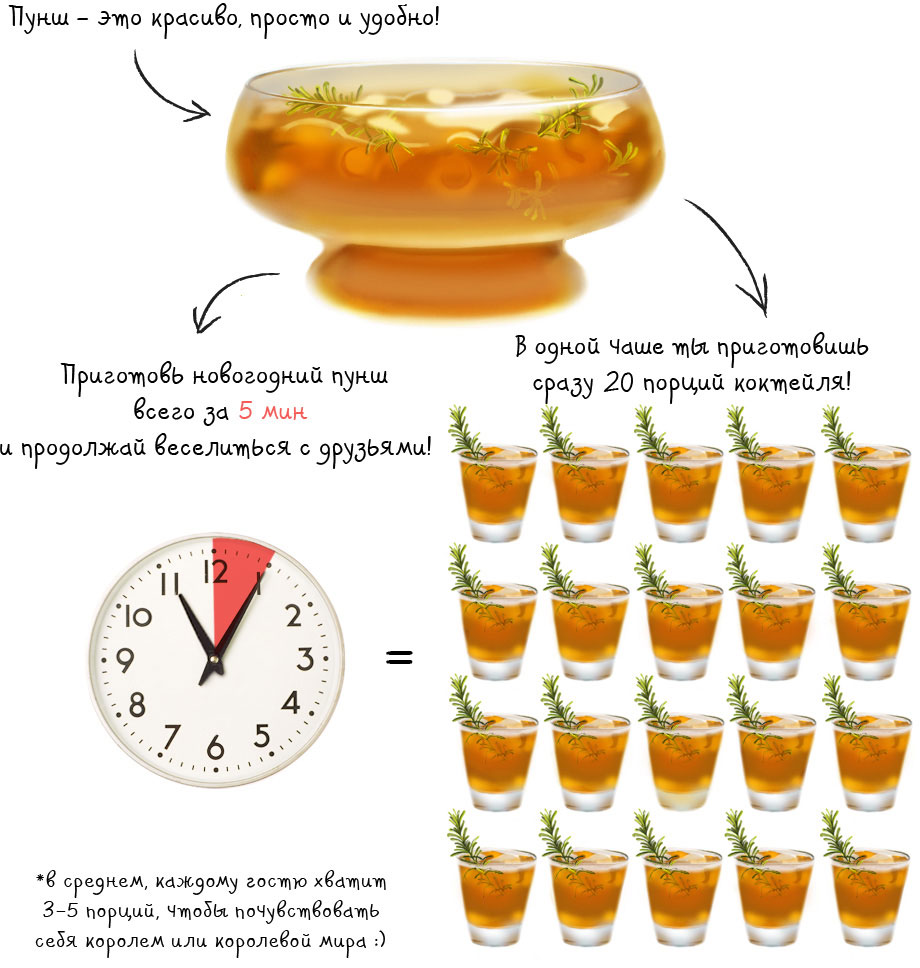 Пунш – это красиво, просто и удобно!
Приготовь новогодний пунш
всего за 5 мин
и продолжай веселиться с друзьями!
В одной чаше ты приготовишь
сразу 20 порций коктейля!
12
1
2
3
4
5
6
7
8
9
10
11
=
*в среднем, каждому гостю хватит
3-5 порций, чтобы почувствовать
себя королем или королевой мира :)